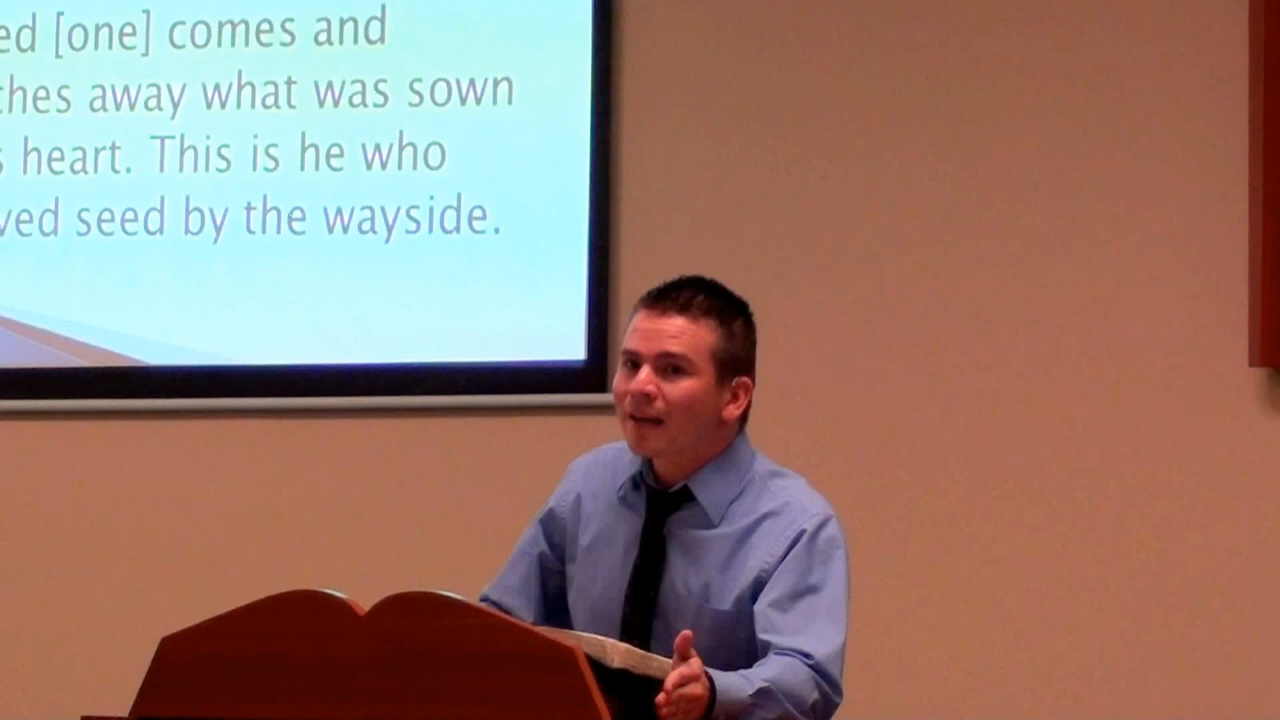 ed [one] comes and
ches away what was sown
s heart. This is he who
ved seed by the wayside.